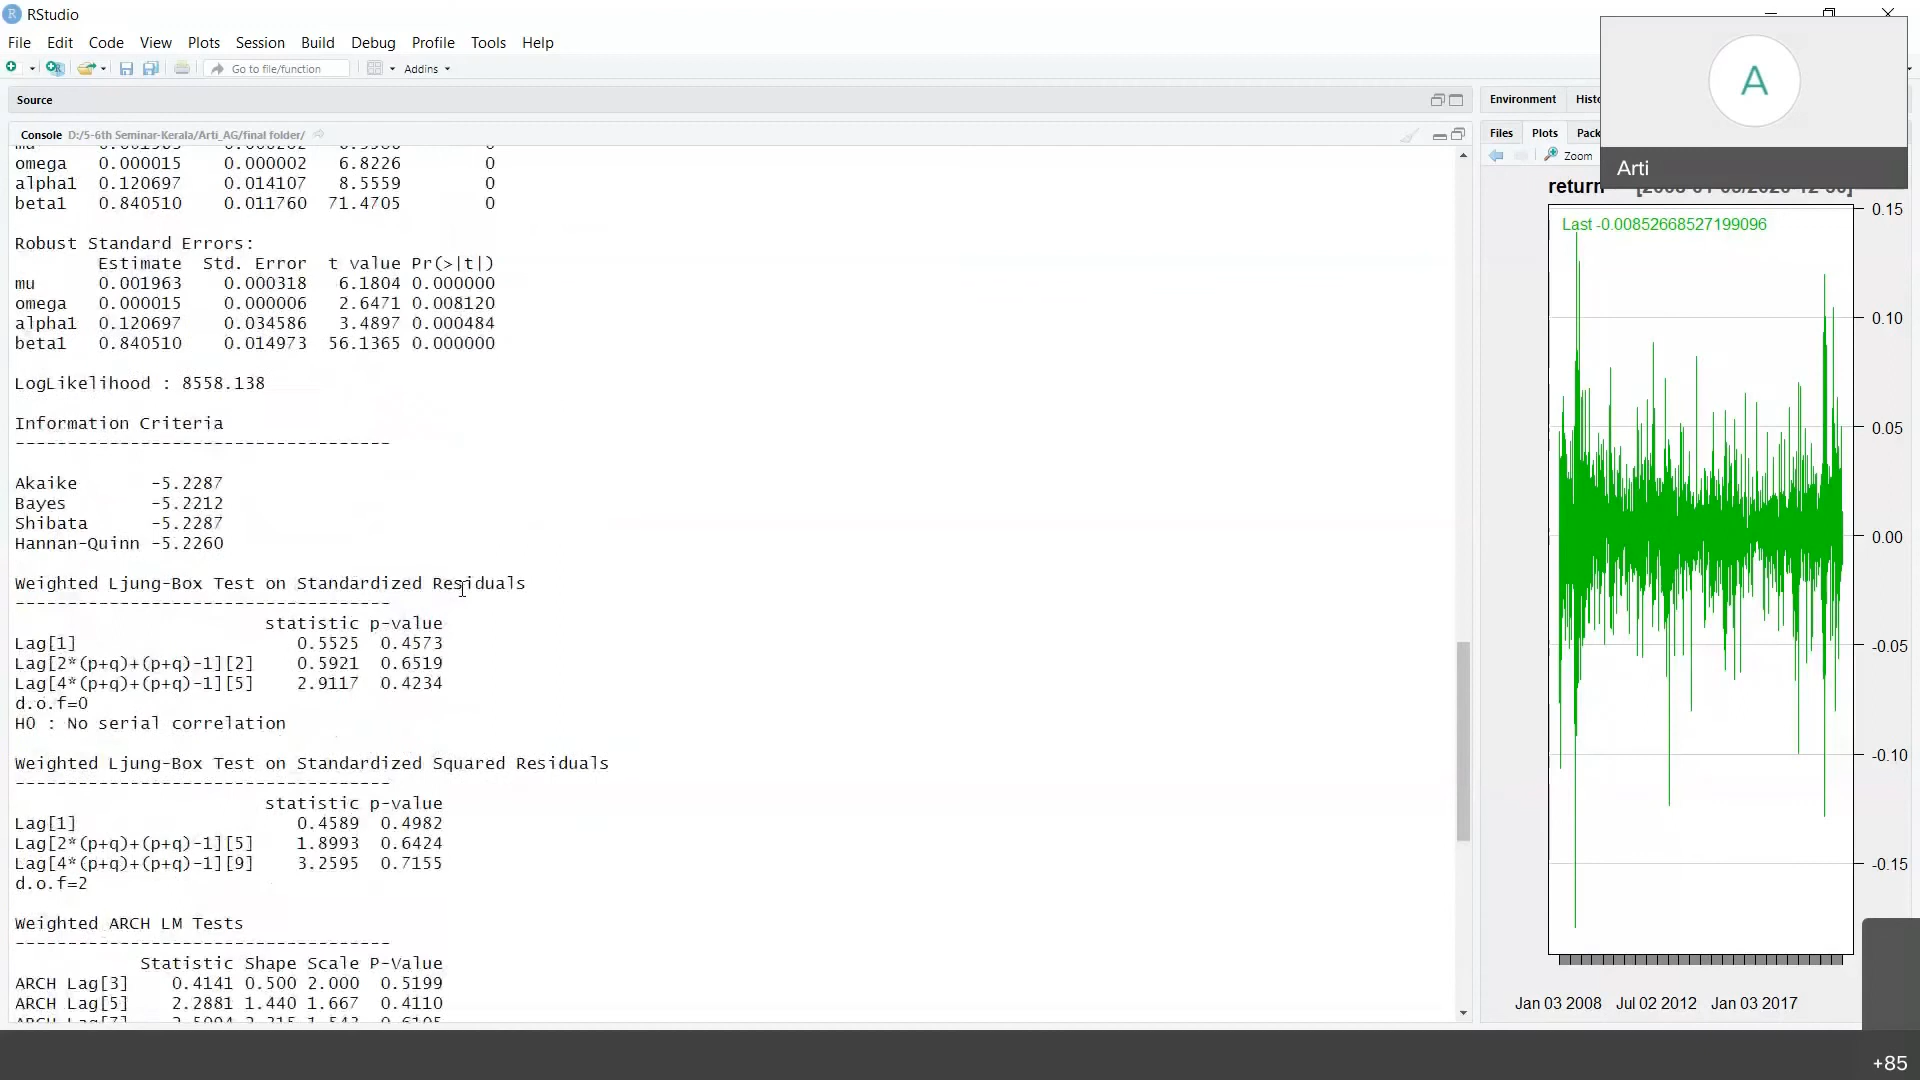 RStudio
File Edit Code View Plots Session Build Debug Profile Tools Help
Go to file/function Addins
Source
Console D:/5-6th Seminar-Kerala/Arti_AG/final folder/
omega 0.000015 0.000002 6.8226 0
alpha1 0.120697 0.014107 8.5559 0
beta1 0.840510 0.011760 71.4705 0
Robust Standard Errors:
Estimate Std. Error t value Pr(>|t|)
mu 0.001963 0.000318 6.1804 0.000000
omega 0.000015 0.000006 2.6471 0.008120
alpha1 0.120697 0.034586 3.4897 0.000484
beta1 0.840510 0.014973 56.1365 0.000000
LogLikelihood : 8558.138
Information Criteria
------------------------------------
Akaike -5.2287
Bayes -5.2212
Shibata -5.2287
Hannan-Quinn -5.2260
Weighted Ljung-Box Test on Standardized Residuals
------------------------------------
statistic p-value
Lag[1] 0.5525 0.4573
Lag[2*(p+q)+(p+q)-1][2] 0.5921 0.6519
Lag[4*(p+q)+(p+q)-1][5] 2.9117 0.4234
d.o.f=0
H0 : No serial correlation
Weighted Ljung-Box Test on Standardized Squared Residuals
------------------------------------
statistic p-value
Lag[1] 0.4589 0.4982
Lag[2*(p+q)+(p+q)-1][5] 1.8993 0.6424
Lag[4*(p+q)+(p+q)-1][9] 3.2595 0.7155
d.o.f=2
Weighted ARCH LM Tests
------------------------------------
Statistic Shape Scale P-Value
ARCH Lag[3] 0.4141 0.500 2.000 0.5199
ARCH Lag[5] 2.2881 1.440 1.667 0.4110
Environment
Files Plots
Zoom
A
Arti
return
Last -0.00852668527199096
0.15
0.10
0.05
0.00
-0.05
-0.10
-0.15
Jan 03 2008 Jul 02 2012 Jan 03 2017
+85